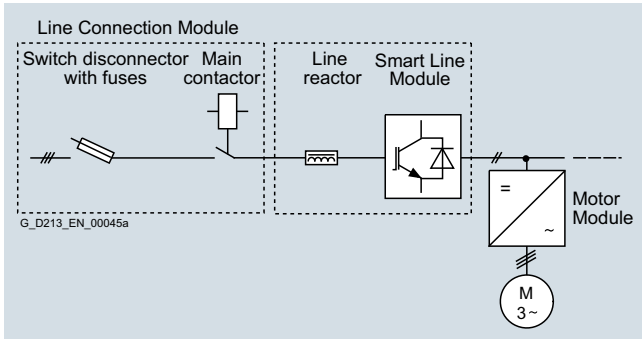 Line Connection Module
Switch disconnector
with fuses
Main
contactor
Line
reactor
Smart Line
Module
G_D213_EN_00045a
=
~
Motor
Module
M
3~